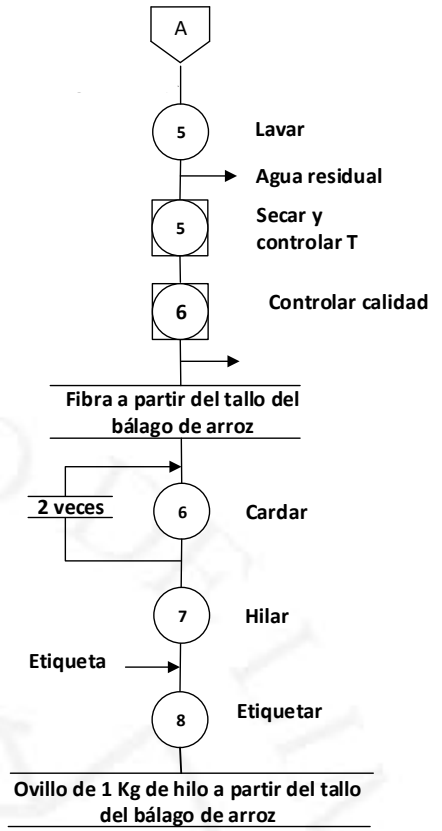 A
5
Lavar
Agua residual
5
Secar y
controlar T
6
Controlar calidad
Fibra a partir del tallo del
bálago de arroz
2 veces
6
Cardar
7
Hilar
Etiqueta
8
Etiquetar
Ovillo de 1 Kg de hilo a partir del tallo
del bálago de arroz